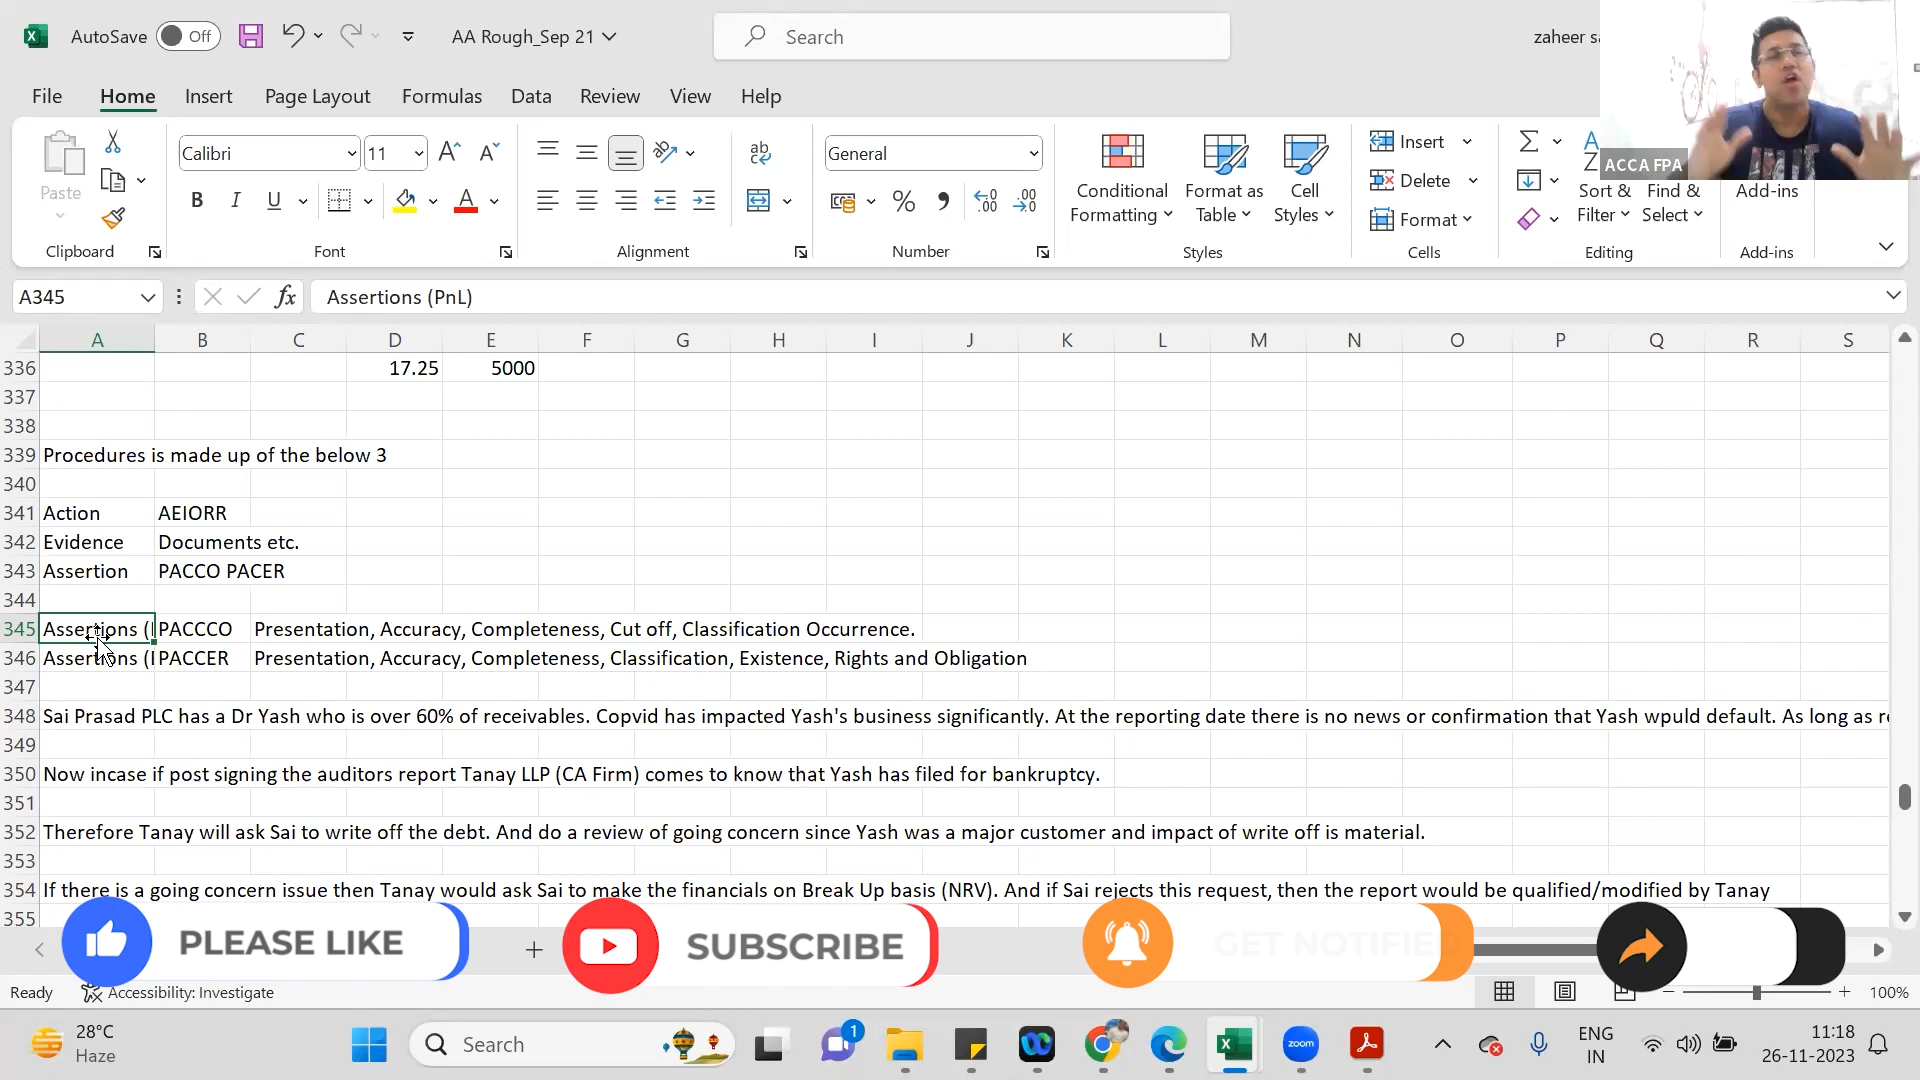 AutoSave Off AA Rough_Sep 21 Search zaheer
File Home Insert Page Layout Formulas Data Review View Help
ACCA FPA
Paste Calibri 11 General Conditional Formatting Format as Table Cell Styles Insert Delete Format Sort & Filter Find & Select Add-ins
Clipboard Font Alignment Number Styles Cells Editing Add-ins
A345 fx Assertions (PnL)
A B C D E F G H I J K L M N O P Q R S
336 17.25 5000
337
338
339 Procedures is made up of the below 3
340
341 Action AEIORR
342 Evidence Documents etc.
343 Assertion PACCO PACER
344
345 Assertions ( PACCCO Presentation, Accuracy, Completeness, Cut off, Classification Occurrence.
346 Assertions ( PACCER Presentation, Accuracy, Completeness, Classification, Existence, Rights and Obligation
347
348 Sai Prasad PLC has a Dr Yash who is over 60% of receivables. Copvid has impacted Yash's business significantly. At the reporting date there is no news or confirmation that Yash wpuld default. As long as
349
350 Now incase if post signing the auditors report Tanay LLP (CA Firm) comes to know that Yash has filed for bankruptcy.
351
352 Therefore Tanay will ask Sai to write off the debt. And do a review of going concern since Yash was a major customer and impact of write off is material.
353
354 If there is a going concern issue then Tanay would ask Sai to make the financials on Break Up basis (NRV). And if Sai rejects this request, then the report would be qualified/modified by Tanay
355
PLEASE LIKE SUBSCRIBE GET NOTIFIED
Ready Accessibility: Investigate 100%
28°C Haze Search 1 zoom ENG IN 11:18 26-11-2023